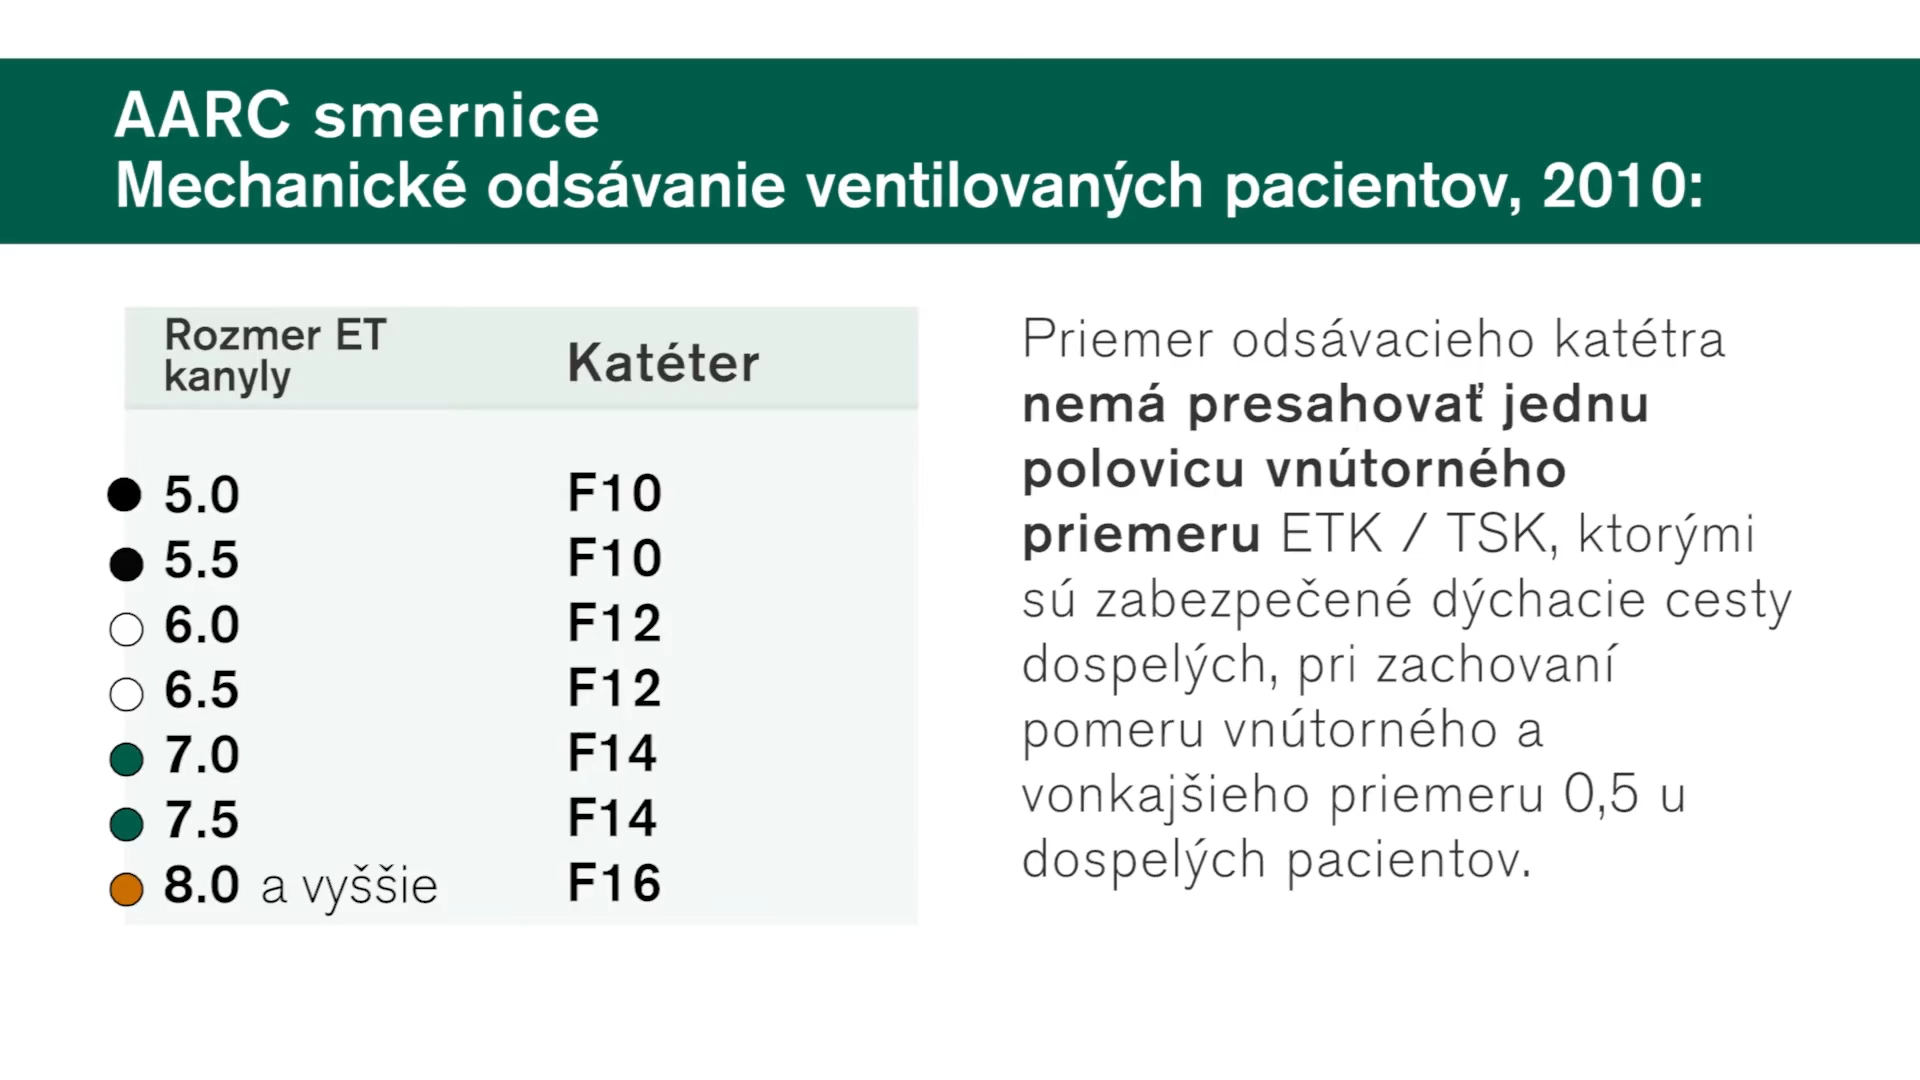 AARC smernice
Mechanické odsávanie ventilovaných pacientov, 2010:
Rozmer ET
kanyly
Katéter
5.0 F10
5.5 F10
6.0 F12
6.5 F12
7.0 F14
7.5 F14
8.0 a vyššie F16
Priemer odsávacieho katétra
nemá presahovať jednu
polovicu vnútorného
priemeru ETK / TSK, ktorými
sú zabezpečené dýchacie cesty
dospelých, pri zachovaní
pomeru vnútorného a
vonkajšieho priemeru 0,5 u
dospelých pacientov.